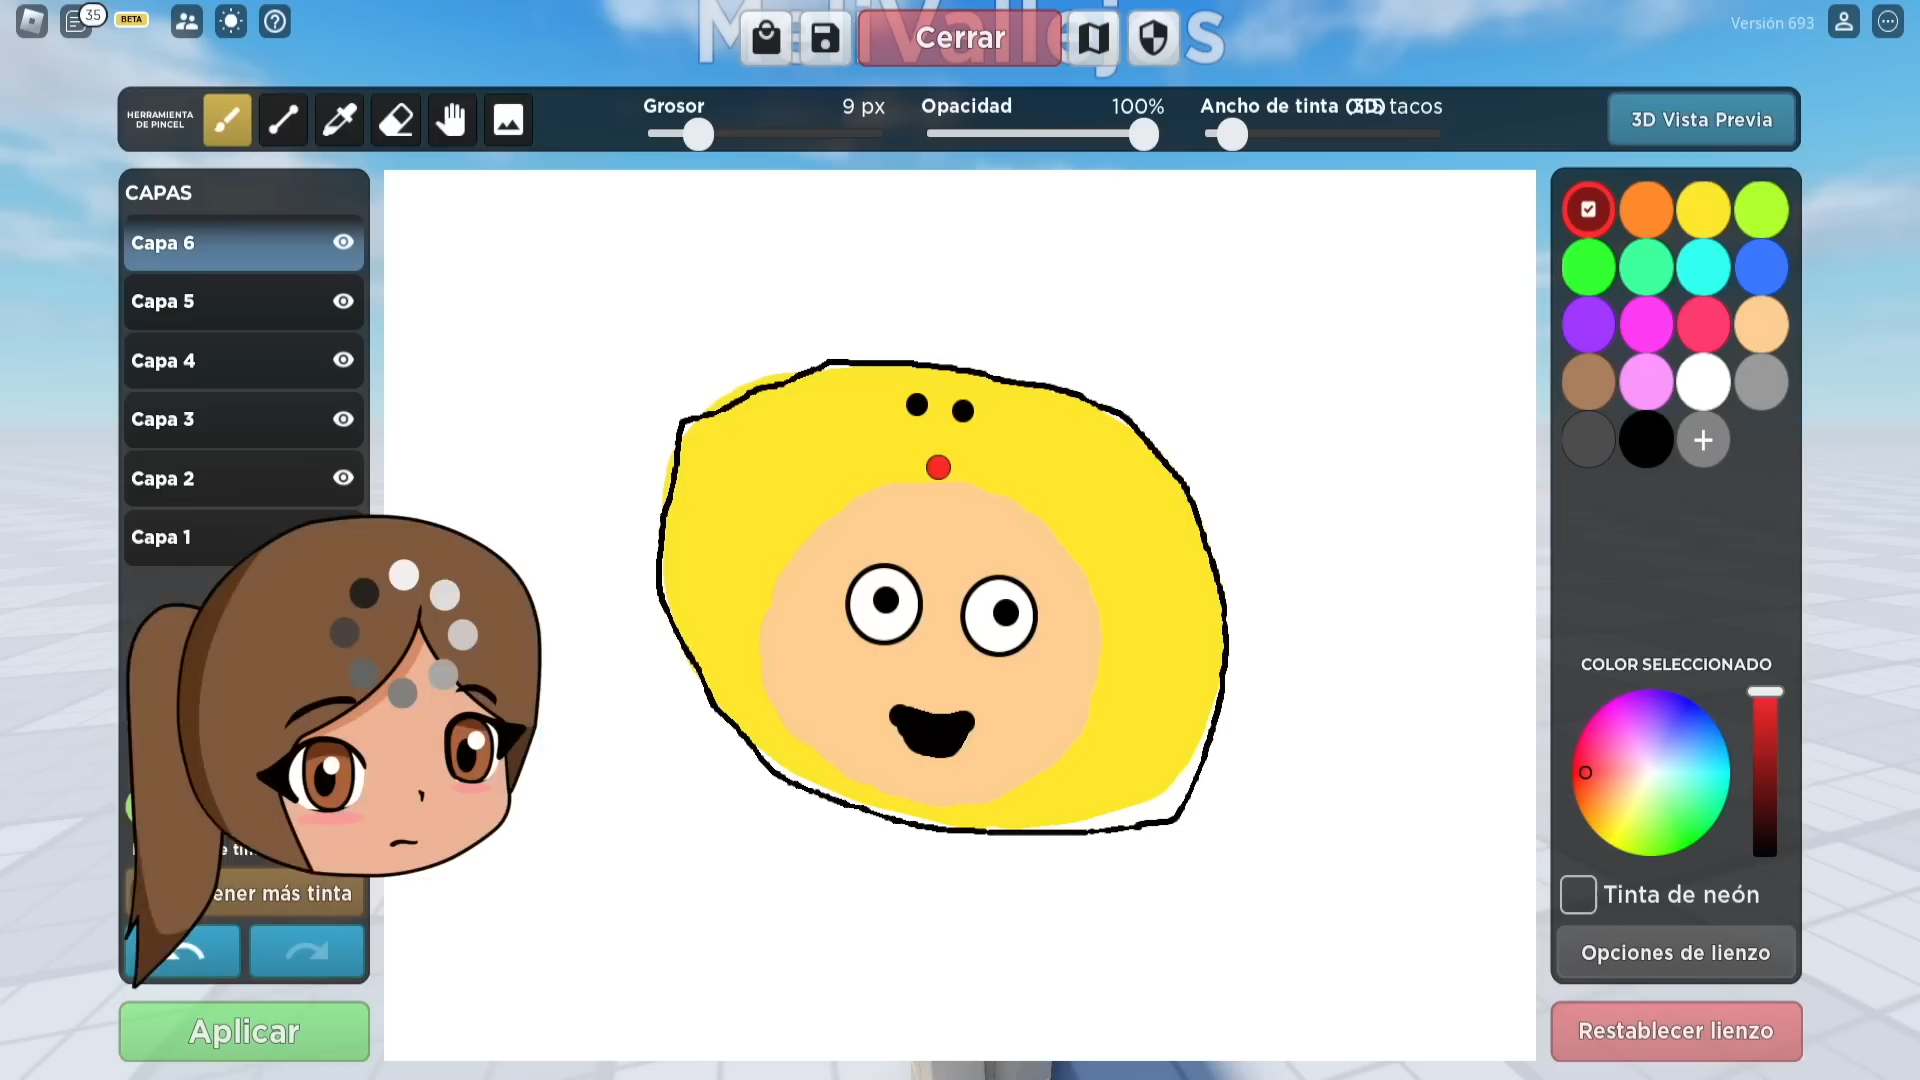 35
BETA
Cerrar
Versión 693
HERRAMIENTA
DE PINCEL
Grosor
9 px
Opacidad
100%
Ancho de tinta (3D)
tacos
3D Vista Previa
CAPAS
Capa 6
Capa 5
Capa 4
Capa 3
Capa 2
Capa 1
ener más tinta
Aplicar
COLOR SELECCIONADO
Tinta de neón
Opciones de lienzo
Restablecer lienzo